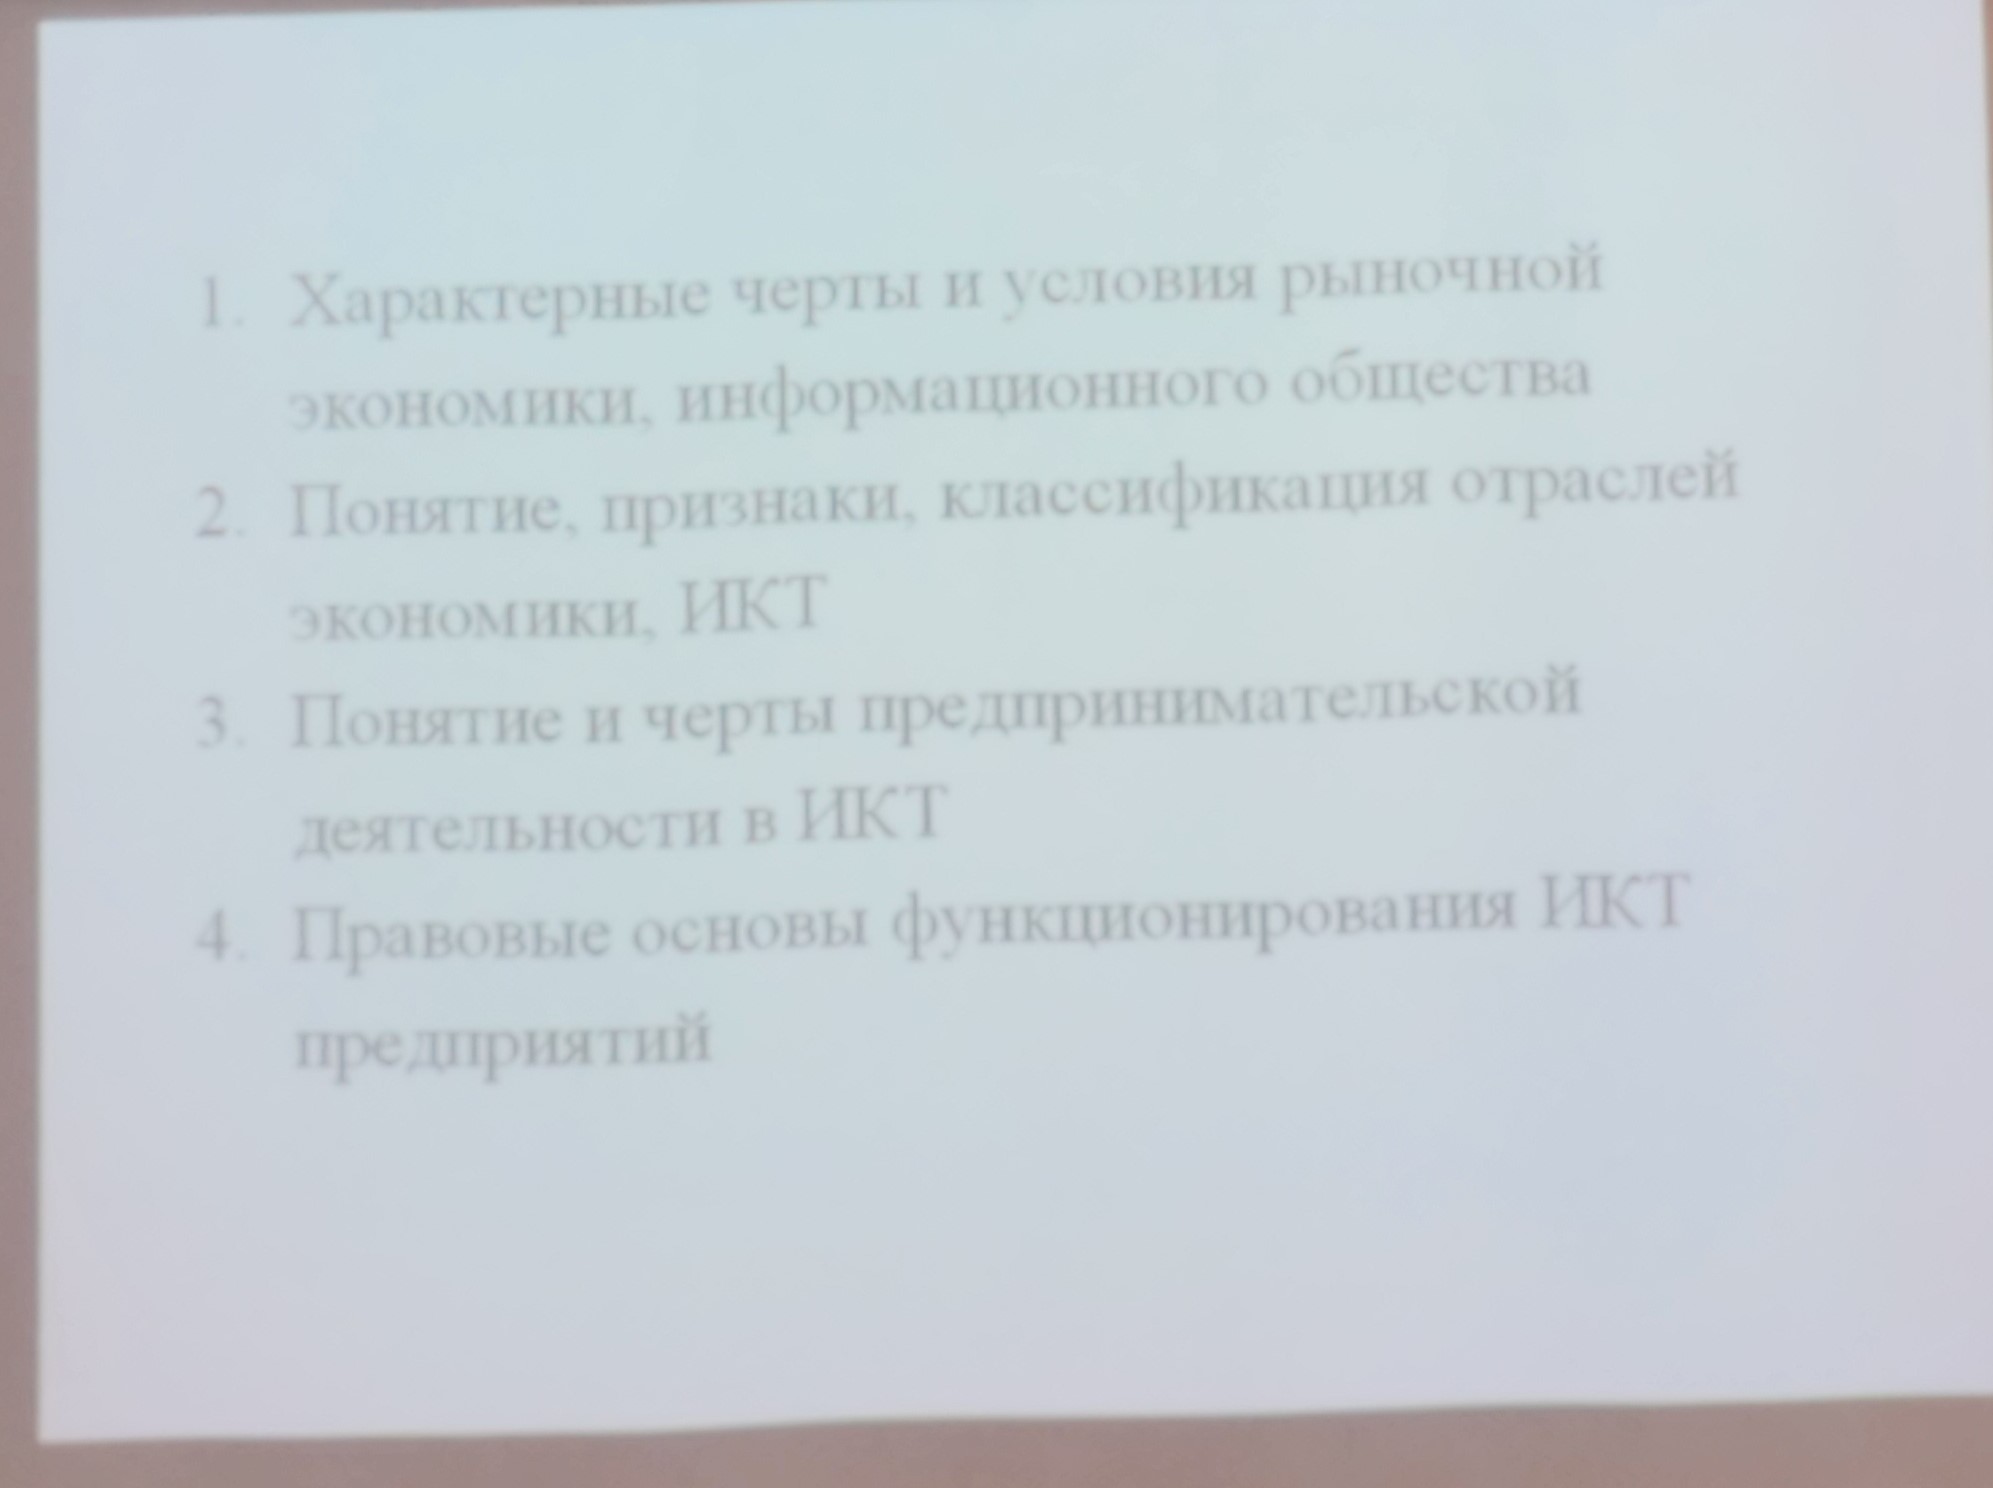 1. Характерные черты и условия рыночной
экономики, информационного общества
2. Понятие, признаки, классификация отраслей
экономики, ИКТ
3. Понятие и черты предпринимательской
деятельности в ИКТ
4. Правовые основы функционирования ИКТ
предприятий